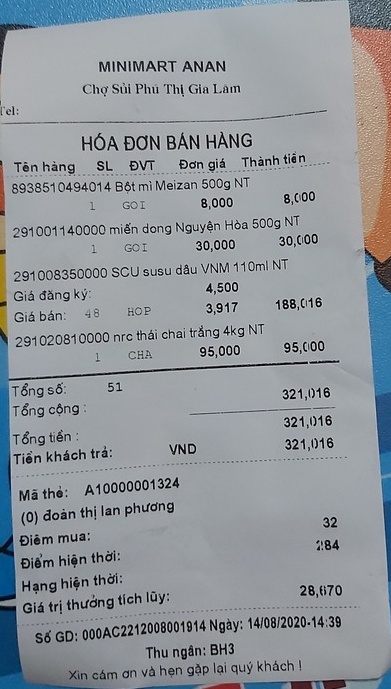 MINIMART ANAN
Chợ Sủi Phú Thị Gia Lâm
Tel:
HÓA ĐƠN BÁN HÀNG
Tên hàng SL ĐVT Đơn giá Thành tiền
8938510494014 Bột mì Meizan 500g NT
1 GOI 8,000 8,000
291001140000 miến dong Nguyện Hòa 500g NT
1 GOI 30,000 30,000
291008350000 SCU susu dâu VNM 110ml NT
Giá đăng ký: 4,500
Giá bán: 48 HOP 3,917 188,016
291020810000 nrc thái chai trắng 4kg NT
1 CHA 95,000 95,000
Tổng số: 51 321,016
Tổng cộng :
321,016
Tổng tiền :
Tiền khách trả: VND 321,016
Mã thẻ: A10000001324
(0) đoàn thị lan phương
Điểm mua: 32
Điểm hiện thời: 284
Hạng hiện thời:
Giá trị thưởng tích lũy: 28,670
Số GD: 000AC2212008001914 Ngày: 14/08/2020-14:39
Thu ngân: BH3
Xin cám ơn và hẹn gặp lại quý khách !